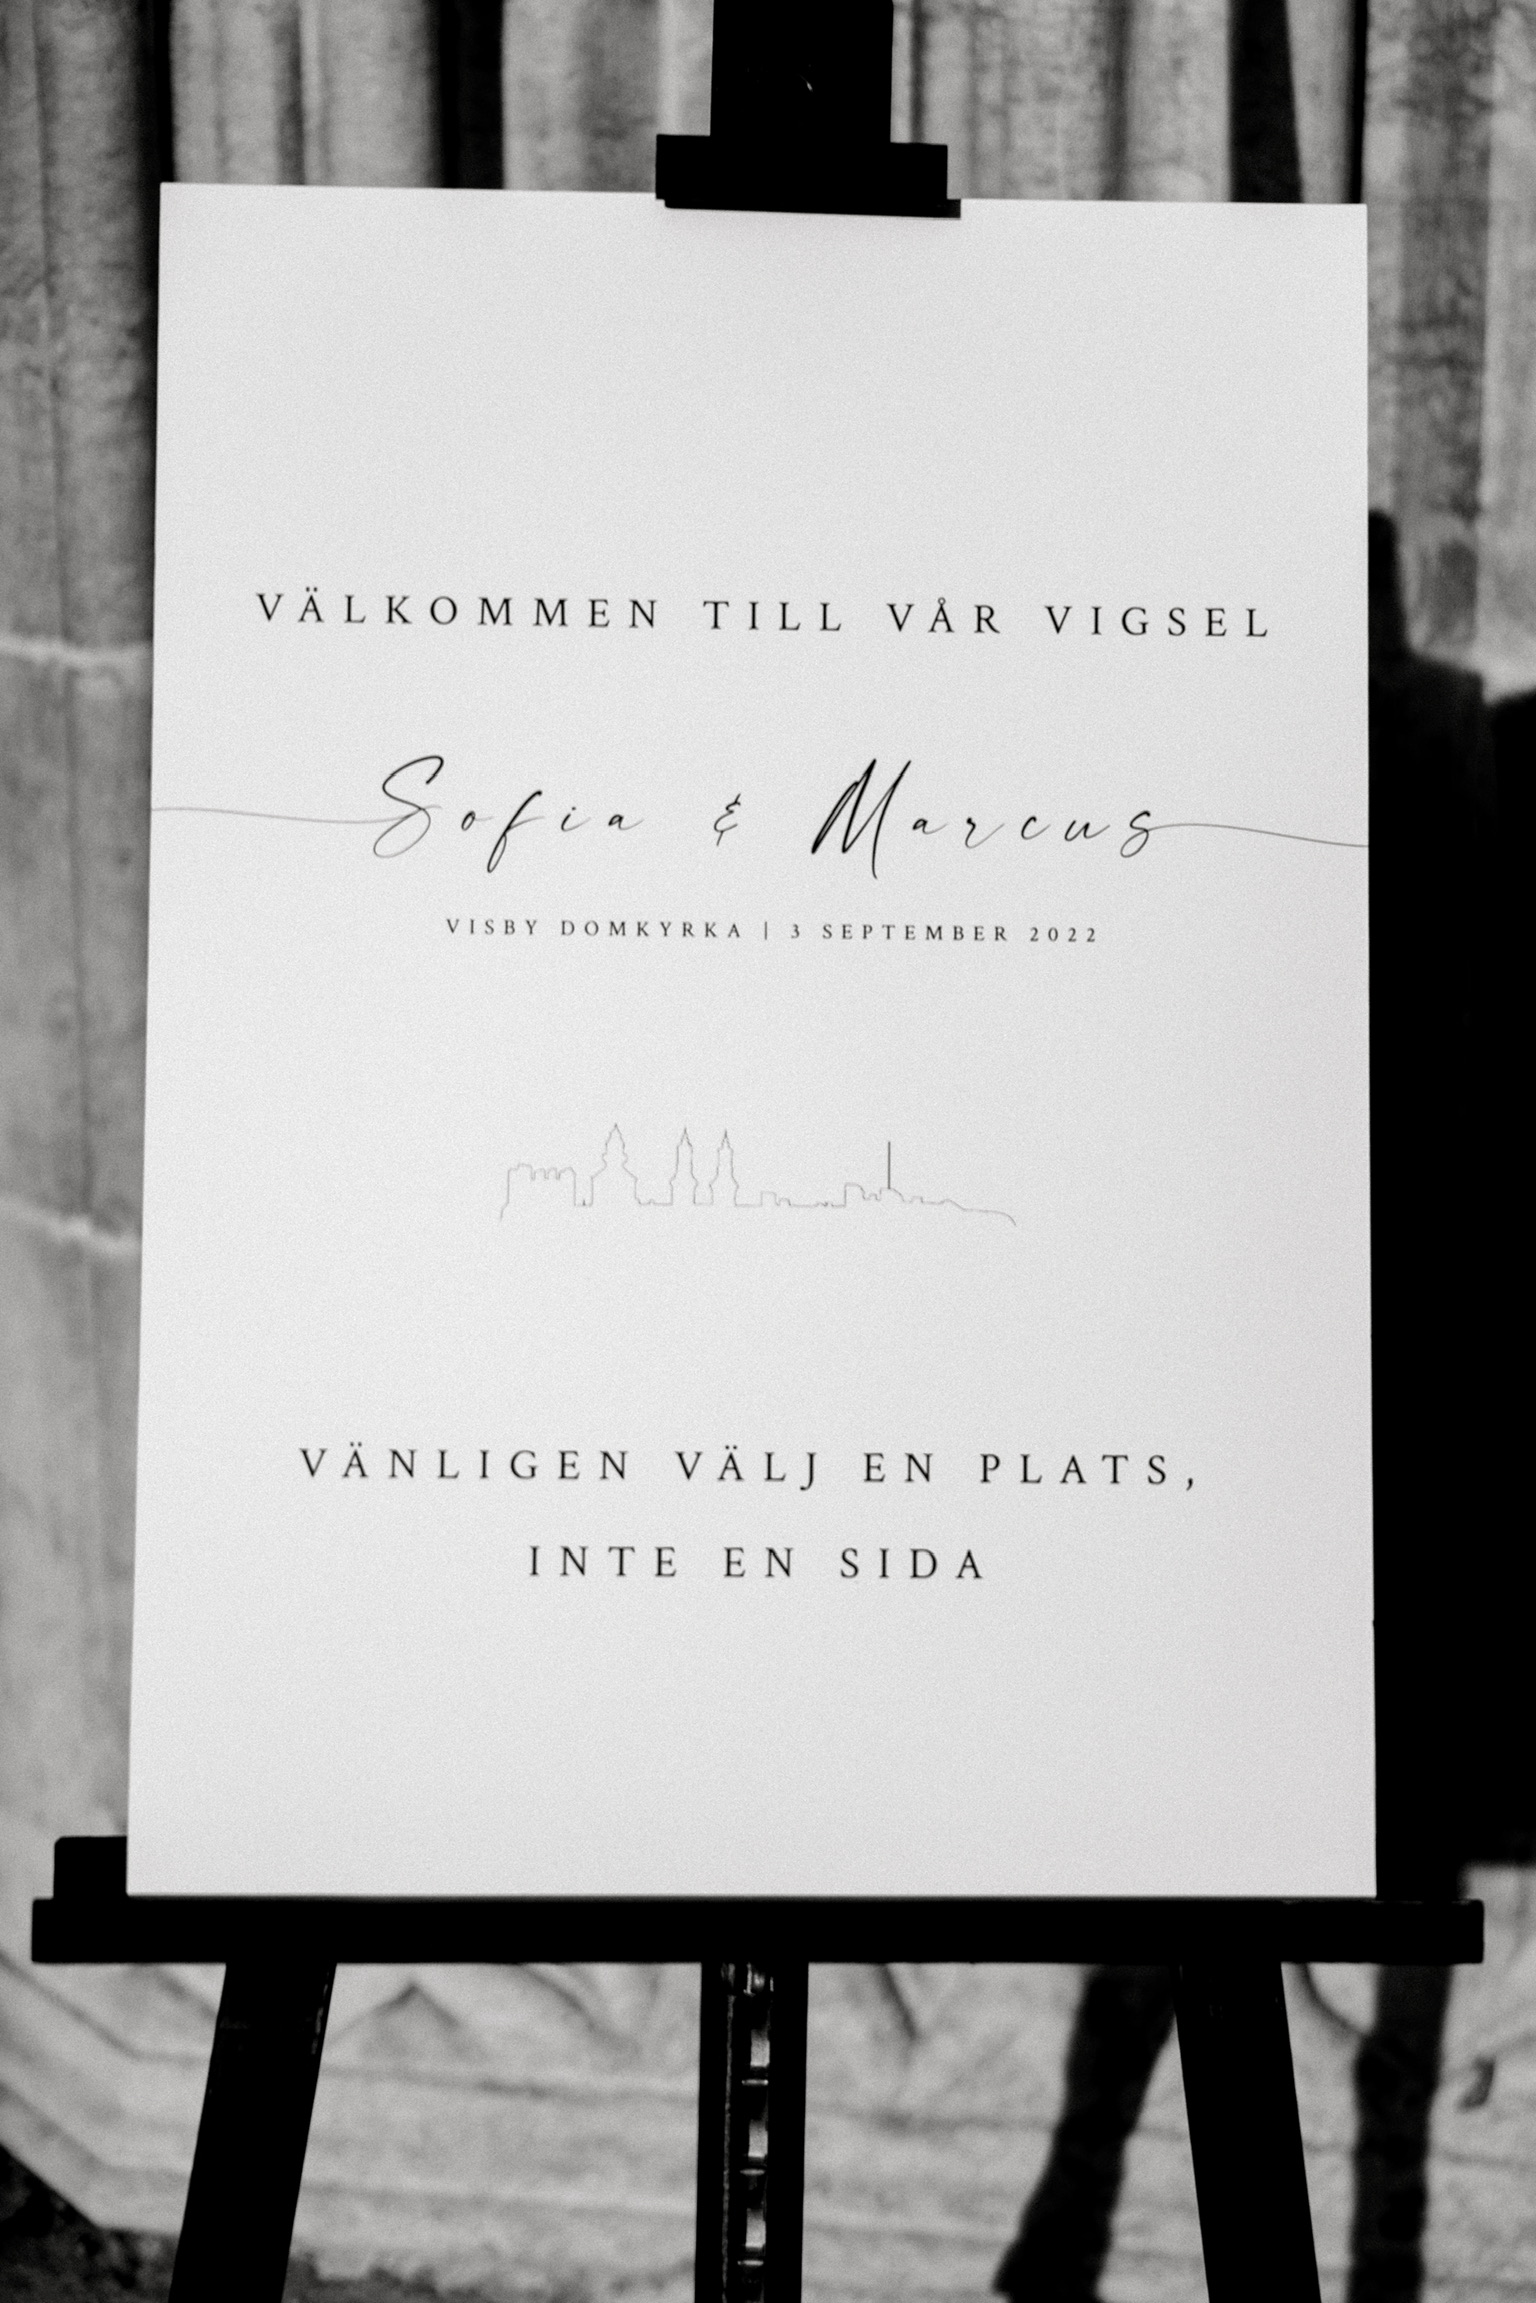 VÄLKOMMEN TILL VÅR VIGSEL
Sofia & Marcus
VISBY DOMKYRKA | 3 SEPTEMBER 2022
VÄNLIGEN VÄLJ EN PLATS,
INTE EN SIDA